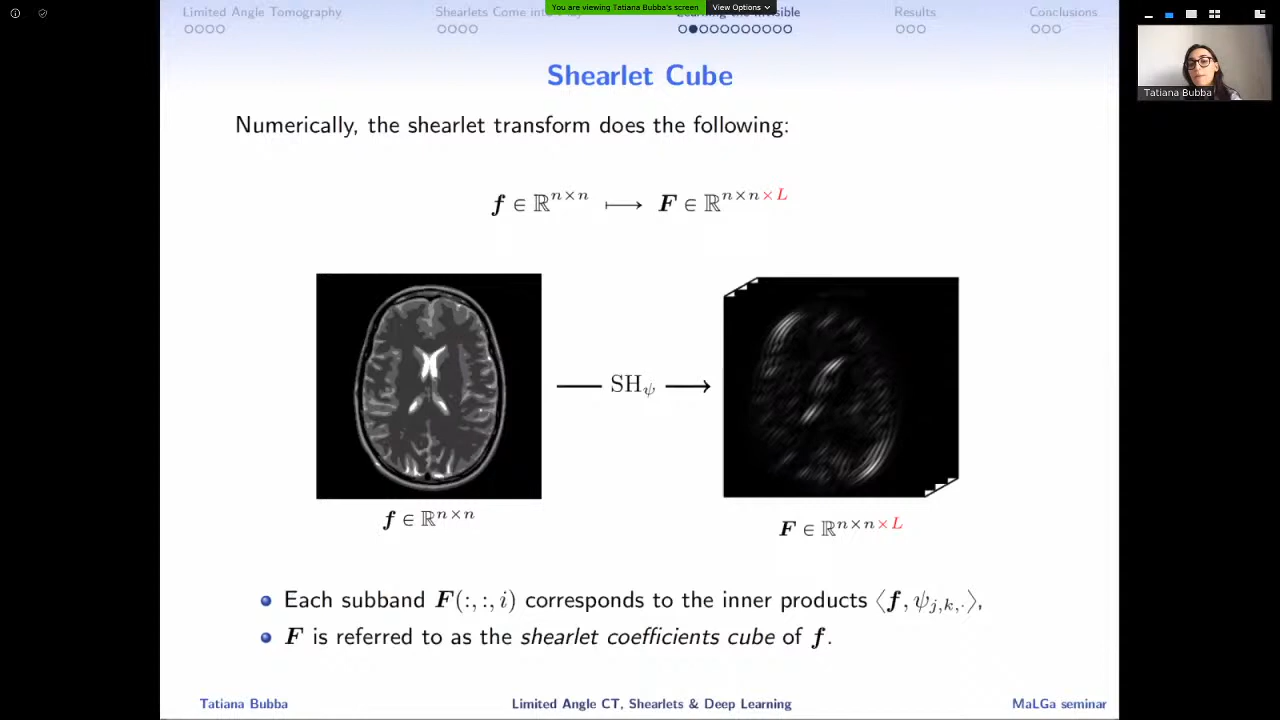 You are viewing Tatiana Bubba's screen View Options
Limited Angle Tomography Shearlets Come into Learning the Invisible Results Conclusions
Shearlet Cube
Numerically, the shearlet transform does the following:
f ∈ ℝ^{n×n} ⟼ F ∈ ℝ^{n×n×L}
SH_ψ
f ∈ ℝ^{n×n}
F ∈ ℝ^{n×n×L}
Each subband F(:,:,i) corresponds to the inner products ⟨f, ψ_{j,k,·}⟩,
F is referred to as the shearlet coefficients cube of f.
Tatiana Bubba Limited Angle CT, Shearlets & Deep Learning MaLGa seminar
Tatiana Bubba